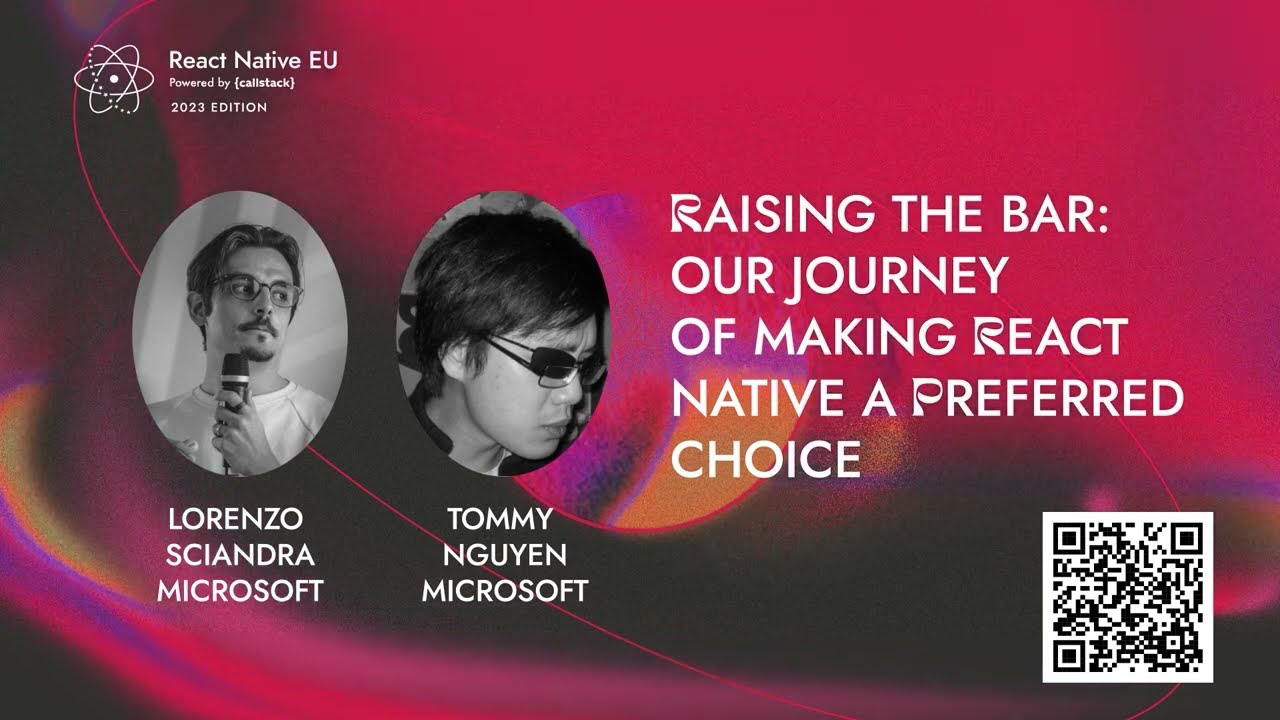 React Native EU
Powered by {callstack}
2023 EDITION
RAISING THE BAR:
OUR JOURNEY
OF MAKING REACT
NATIVE A PREFERRED
CHOICE
LORENZO
SCIANDRA
MICROSOFT
TOMMY
NGUYEN
MICROSOFT